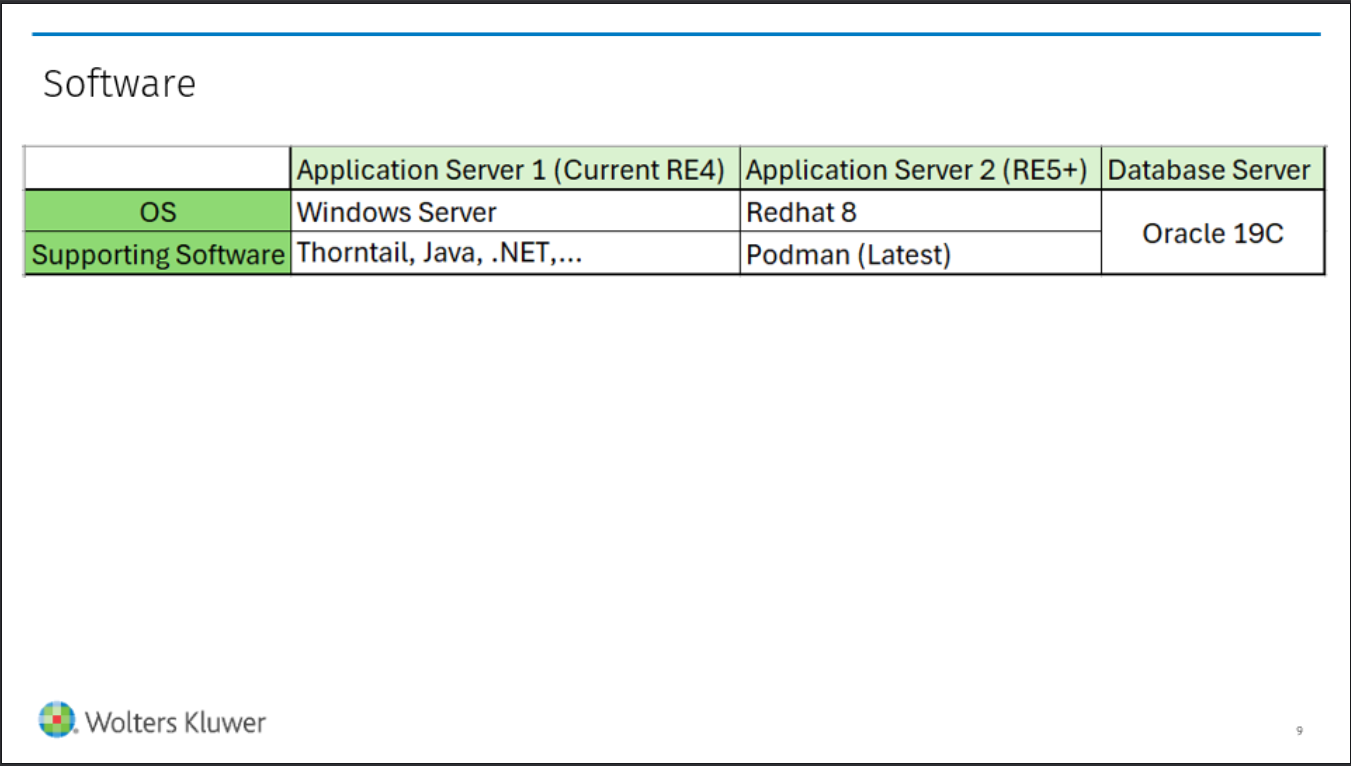 Software
Application Server 1 (Current RE4) Application Server 2 (RE5+) Database Server
OS Windows Server Redhat 8 Oracle 19C
Supporting Software Thorntail, Java, .NET,... Podman (Latest)
Wolters Kluwer
9